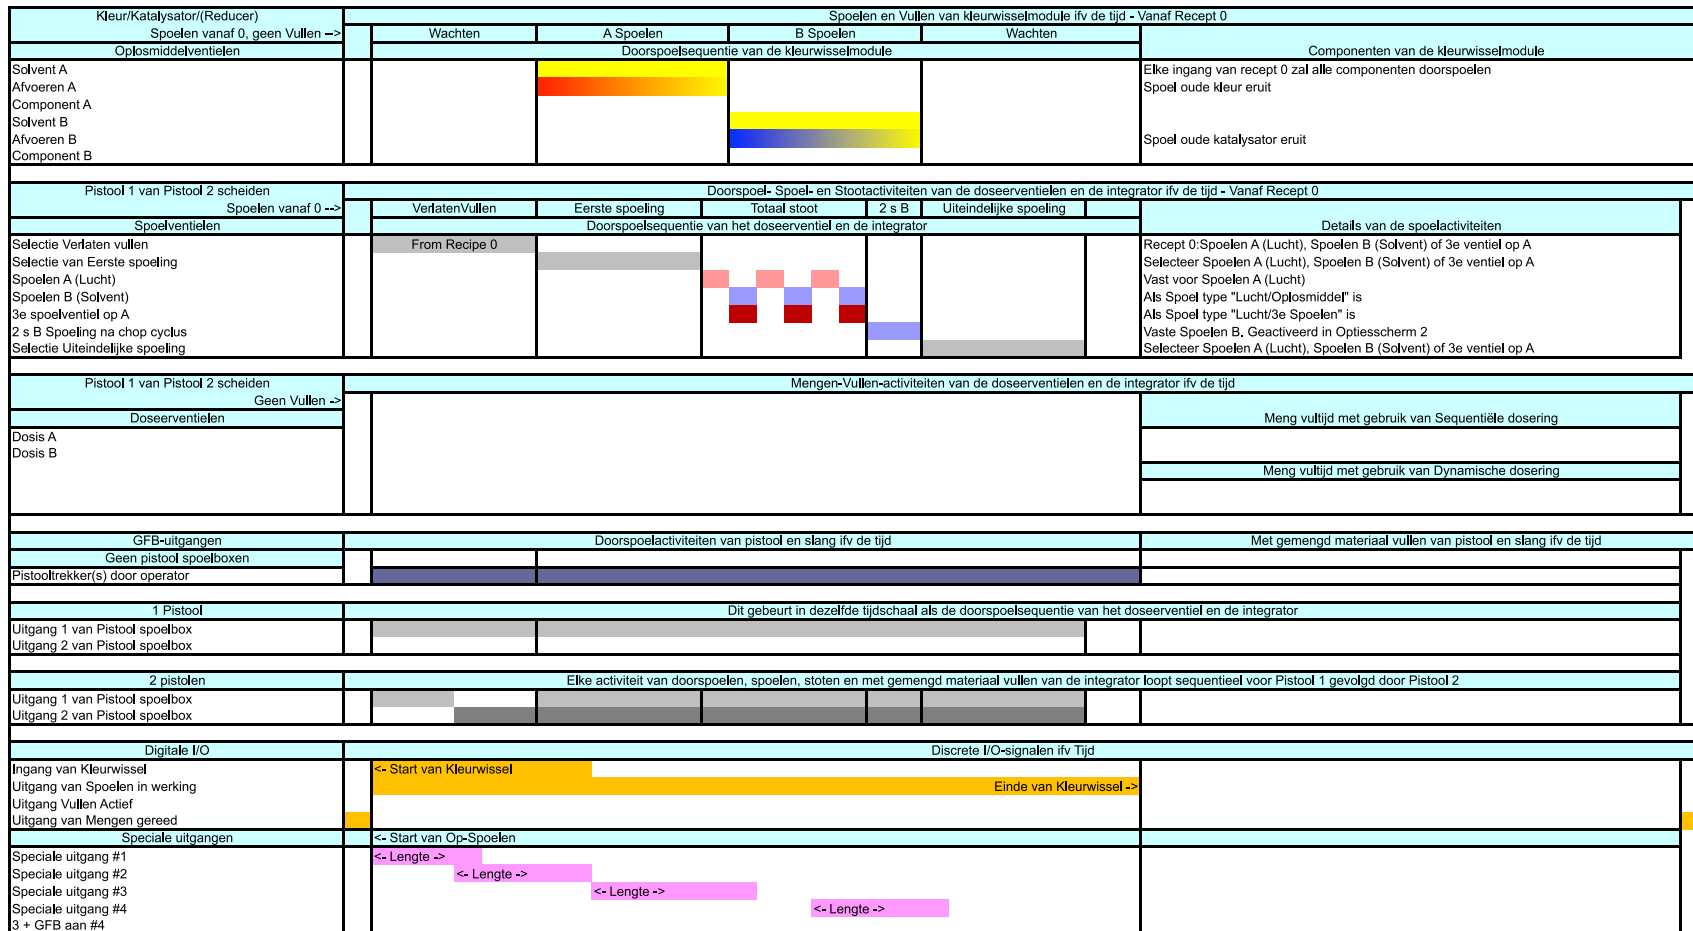 Kleur/Katalysator/(Reducer)
Spoelen en Vullen van kleurwisselmodule ifv de tijd - Vanaf Recept 0
Spoelen vanaf 0, geen Vullen -->
Wachten
A Spoelen
B Spoelen
Wachten
Oplosmiddelventielen
Doorspoelsequentie van de kleurwisselmodule
Componenten van de kleurwisselmodule
Solvent A
Elke ingang van recept 0 zal alle componenten doorspoelen
Afvoeren A
Spoel oude kleur eruit
Component A
Solvent B
Afvoeren B
Spoel oude katalysator eruit
Component B
Pistool 1 van Pistool 2 scheiden
Doorspoel- Spoel- en Stootactiviteiten van de doseerventielen en de integrator ifv de tijd - Vanaf Recept 0
Spoelen vanaf 0 -->
VerlatenVullen
Eerste spoeling
Totaal stoot
2 s B
Uiteindelijke spoeling
Spoelventielen
Doorspoelsequentie van het doseerventiel en de integrator
Details van de spoelactiviteiten
Selectie Verlaten vullen
From Recipe 0
Recept 0:Spoelen A (Lucht), Spoelen B (Solvent) of 3e ventiel op A
Selectie van Eerste spoeling
Selecteer Spoelen A (Lucht), Spoelen B (Solvent) of 3e ventiel op A
Spoelen A (Lucht)
Vast voor Spoelen A (Lucht)
Spoelen B (Solvent)
Als Spoel type "Lucht/Oplosmiddel" is
3e spoelventiel op A
Als Spoel type "Lucht/3e Spoelen" is
2 s B Spoeling na chop cyclus
Vaste Spoelen B. Geactiveerd in Optiesscherm 2
Selectie Uiteindelijke spoeling
Selecteer Spoelen A (Lucht), Spoelen B (Solvent) of 3e ventiel op A
Pistool 1 van Pistool 2 scheiden
Mengen-Vullen-activiteiten van de doseerventielen en de integrator ifv de tijd
Geen Vullen ->
Doseerventielen
Meng vultijd met gebruik van Sequentiële dosering
Dosis A
Dosis B
Meng vultijd met gebruik van Dynamische dosering
GFB-uitgangen
Doorspoelactiviteiten van pistool en slang ifv de tijd
Met gemengd materiaal vullen van pistool en slang ifv de tijd
Geen pistool spoelboxen
Pistooltrekker(s) door operator
1 Pistool
Dit gebeurt in dezelfde tijdschaal als de doorspoelsequentie van het doseerventiel en de integrator
Uitgang 1 van Pistool spoelbox
Uitgang 2 van Pistool spoelbox
2 pistolen
Elke activiteit van doorspoelen, spoelen, stoten en met gemengd materiaal vullen van de integrator loopt sequentieel voor Pistool 1 gevolgd door Pistool 2
Uitgang 1 van Pistool spoelbox
Uitgang 2 van Pistool spoelbox
Digitale I/O
Discrete I/O-signalen ifv Tijd
Ingang van Kleurwissel
<- Start van Kleurwissel
Uitgang van Spoelen in werking
Einde van Kleurwissel ->
Uitgang Vullen Actief
Uitgang van Mengen gereed
Speciale uitgangen
<- Start van Op-Spoelen
Speciale uitgang #1
<- Lengte ->
Speciale uitgang #2
<- Lengte ->
Speciale uitgang #3
<- Lengte ->
Speciale uitgang #4
<- Lengte ->
3 + GFB aan #4